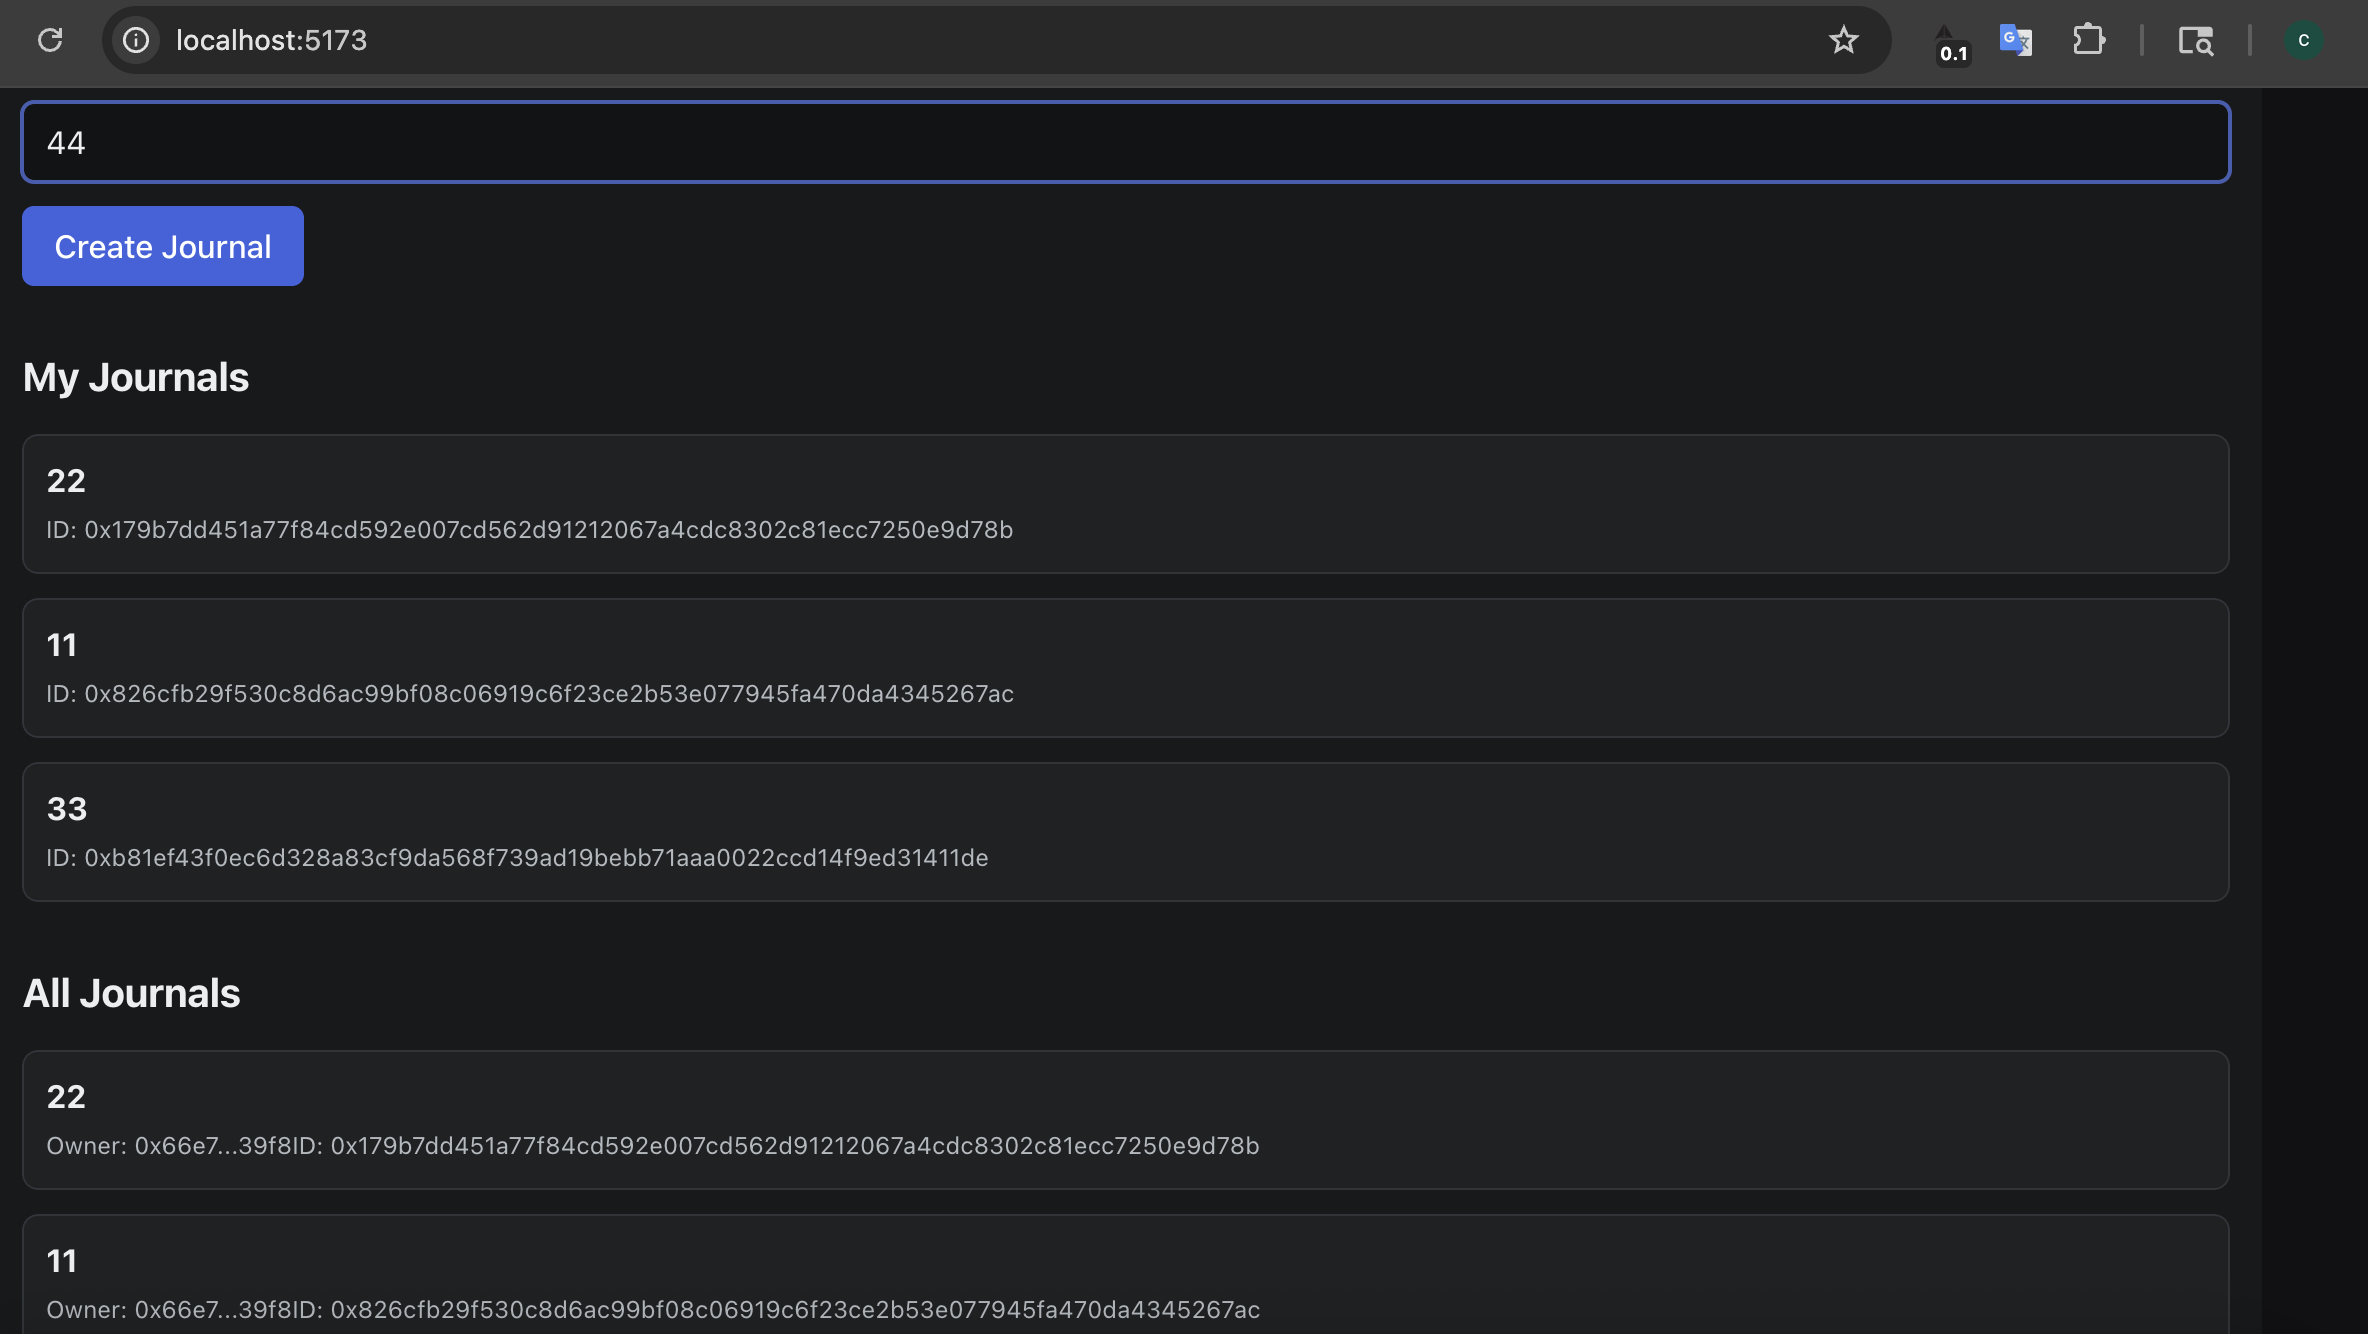 localhost:5173
0.1
G
C
44
Create Journal
My Journals
22
ID: 0x179b7dd451a77f84cd592e007cd562d91212067a4cdc8302c81ecc7250e9d78b
11
ID: 0x826cfb29f530c8d6ac99bf08c06919c6f23ce2b53e077945fa470da4345267ac
33
ID: 0xb81ef43f0ec6d328a83cf9da568f739ad19bebb71aaa0022ccd14f9ed31411de
All Journals
22
Owner: 0x66e7...39f8ID: 0x179b7dd451a77f84cd592e007cd562d91212067a4cdc8302c81ecc7250e9d78b
11
Owner: 0x66e7...39f8ID: 0x826cfb29f530c8d6ac99bf08c06919c6f23ce2b53e077945fa470da4345267ac